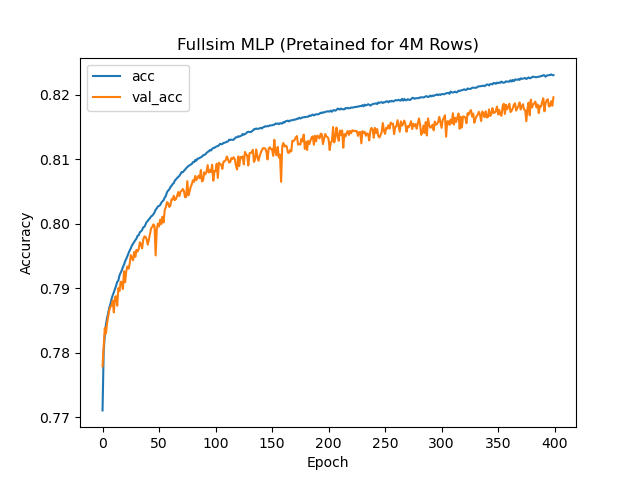 Fullsim MLP (Pretained for 4M Rows)
acc
val_acc
0.82
0.81
0.80
0.79
0.78
0.77
Accuracy
0 50 100 150 200 250 300 350 400
Epoch